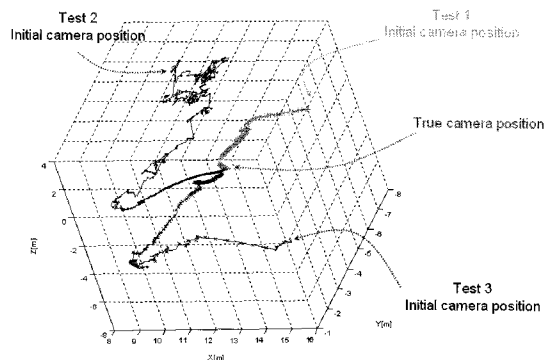 Test 2
Initial camera position
Test 1
Initial camera position
True camera position
Test 3
Initial camera position
4
2
0
-2
-4
-6
-8
Z[m]
8
9
10
11
12
13
14
15
16
X[m]
-1
-2
-3
-4
-5
-6
-7
-8
Y[m]